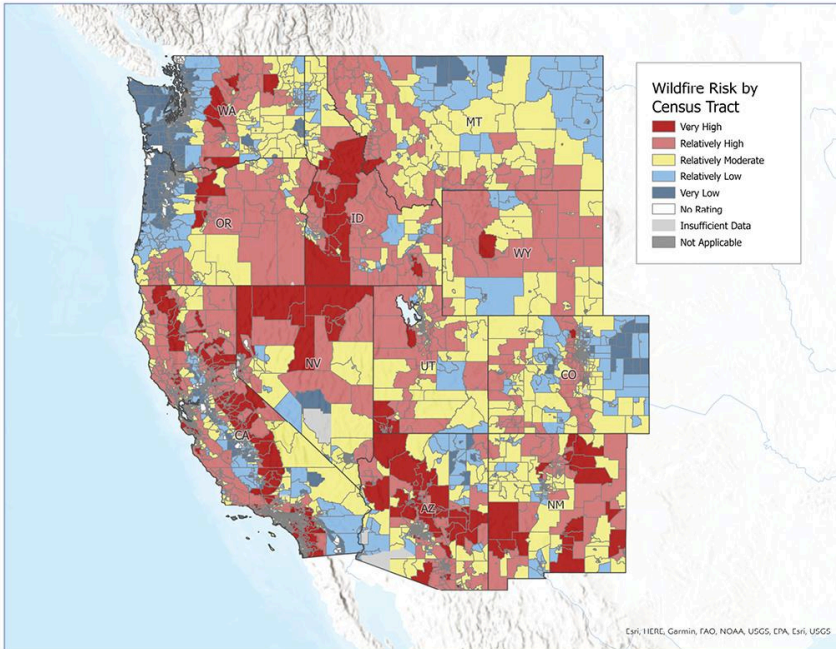 Wildfire Risk by
Census Tract
Very High
Relatively High
Relatively Moderate
Relatively Low
Very Low
No Rating
Insufficient Data
Not Applicable
WA
MT
OR
ID
WY
NV
UT
CO
CA
AZ
NM
Esri, HERE, Garmin, FAO, NOAA, USGS, EPA, Esri, USGS